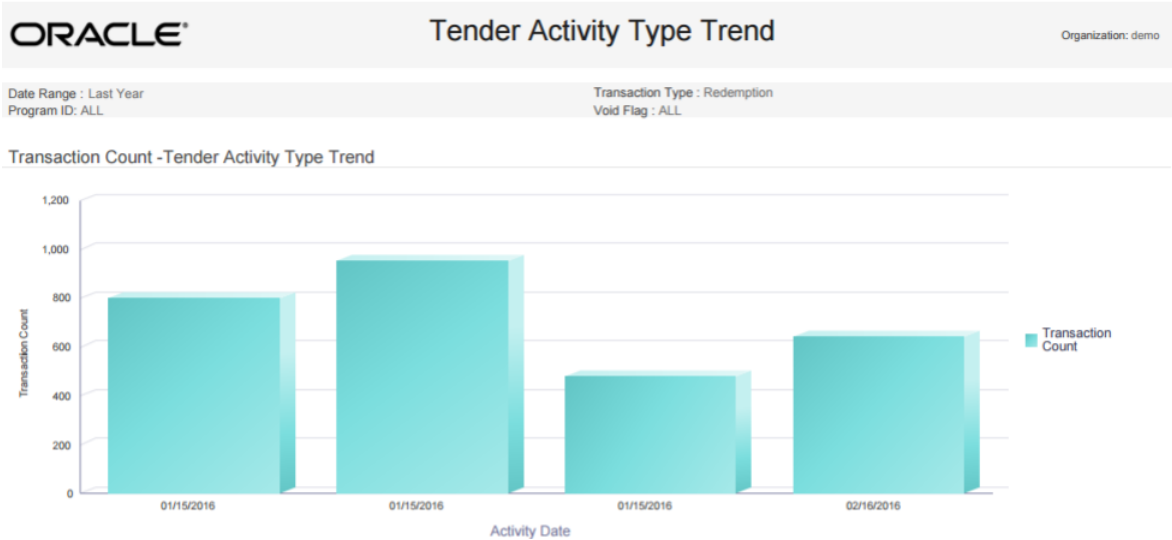 ORACLE®
Tender Activity Type Trend
Organization: demo
Date Range : Last Year
Transaction Type : Redemption
Program ID: ALL
Void Flag : ALL
Transaction Count -Tender Activity Type Trend
1,200
1,000
800
600
400
200
0
Transaction Count
01/15/2016
01/15/2016
01/15/2016
02/16/2016
Activity Date
Transaction
Count